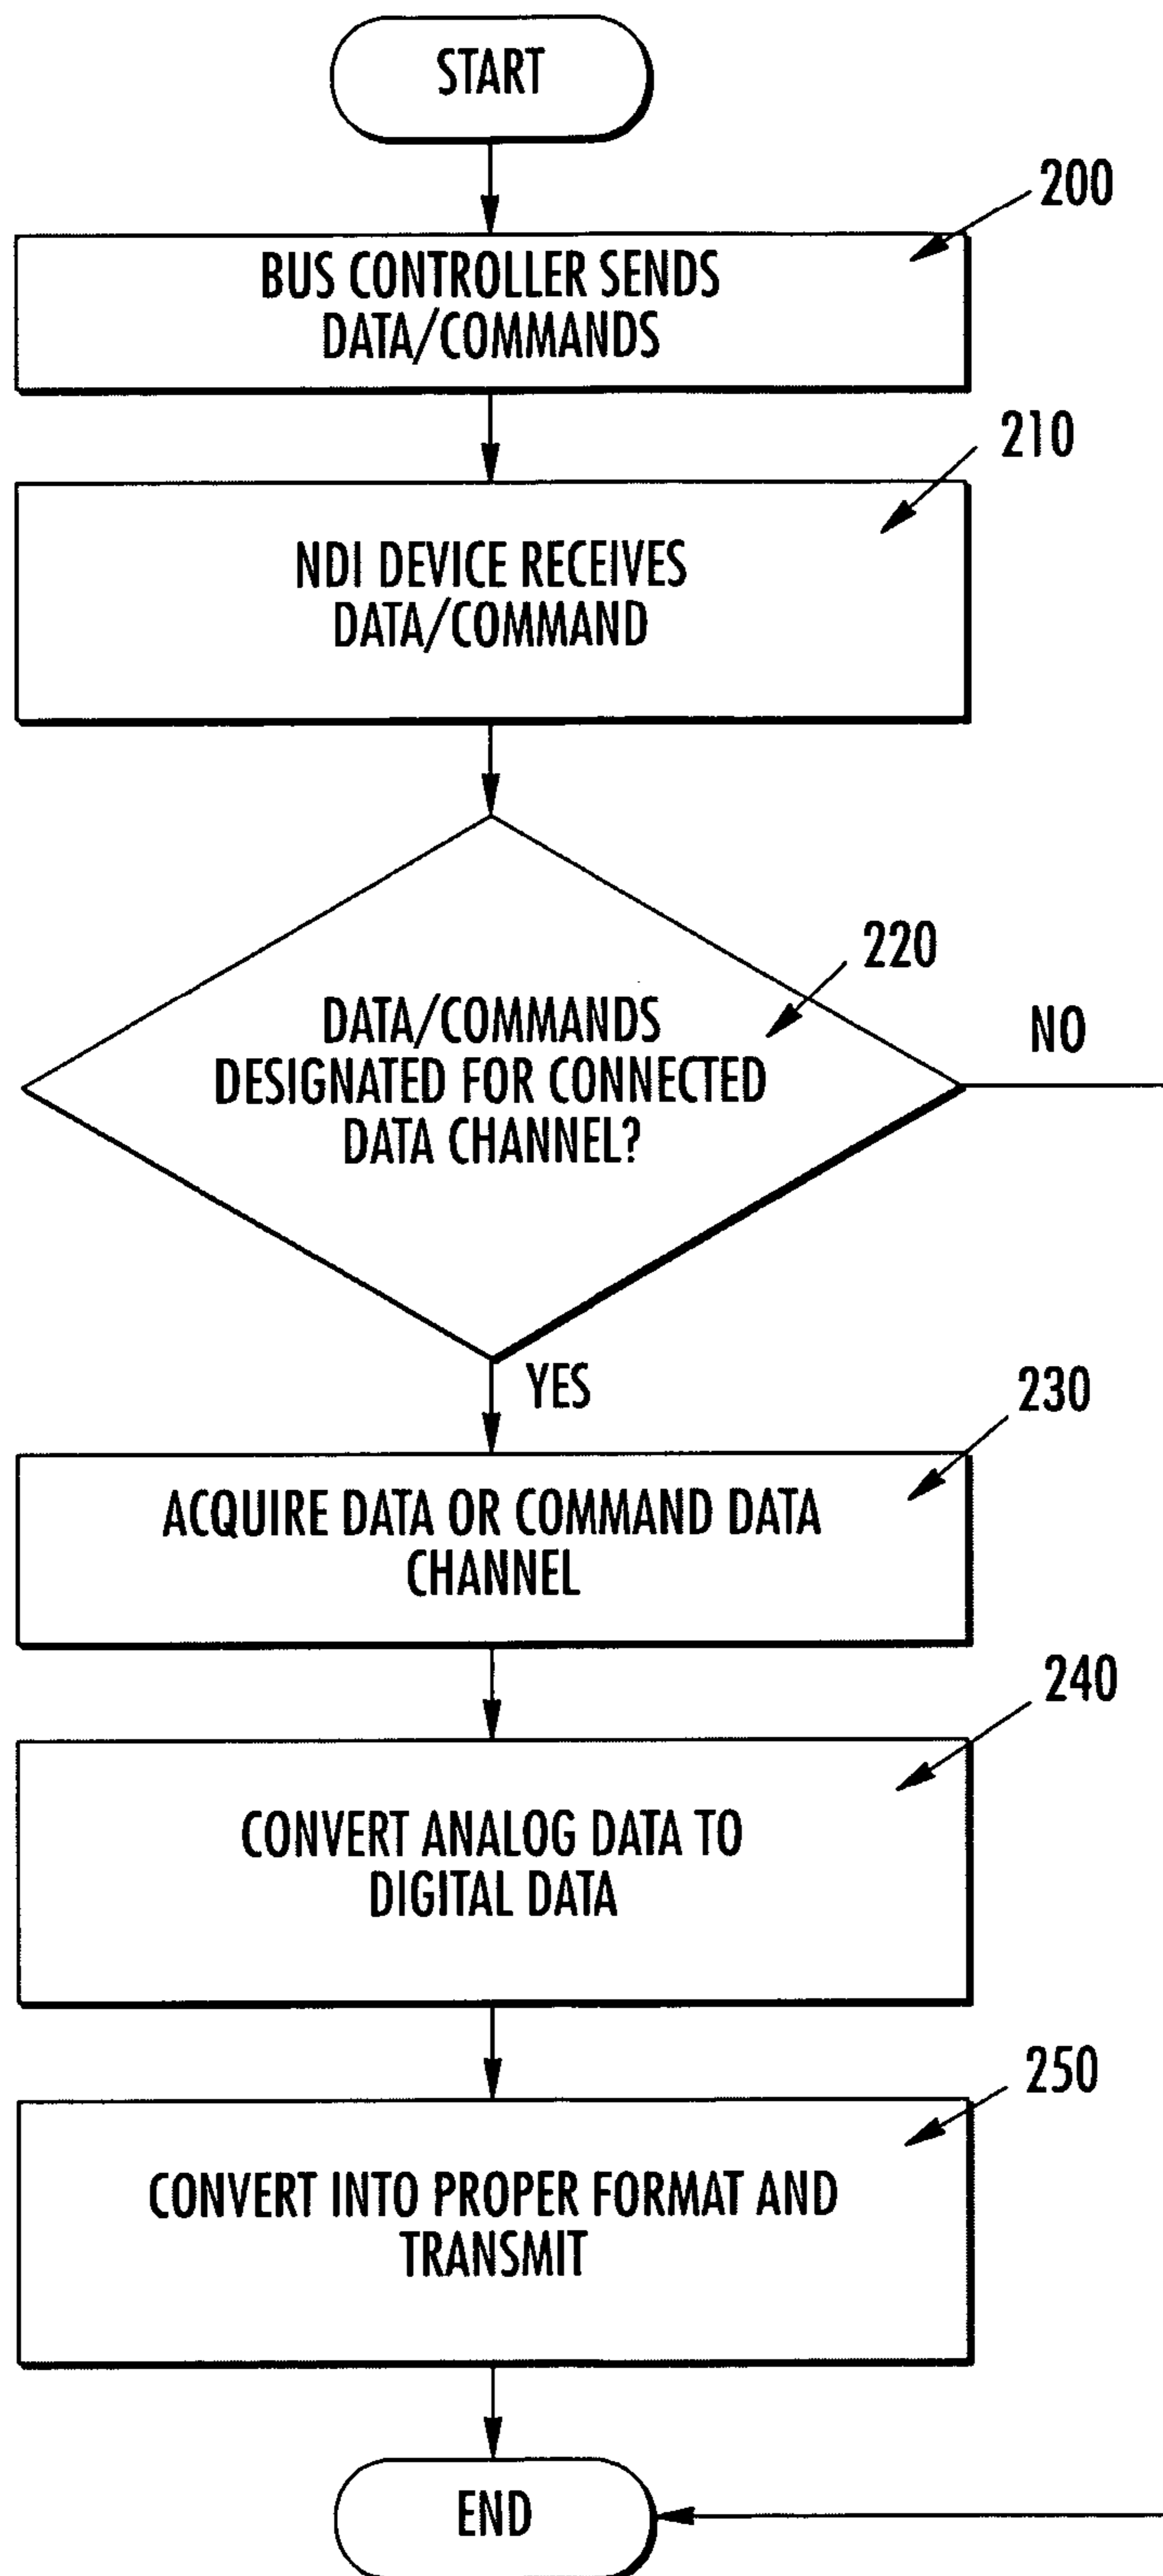 START
200
BUS CONTROLLER SENDS
DATA/COMMANDS
210
NDI DEVICE RECEIVES
DATA/COMMAND
220
DATA/COMMANDS
DESIGNATED FOR CONNECTED
DATA CHANNEL?
NO
YES
230
ACQUIRE DATA OR COMMAND DATA
CHANNEL
240
CONVERT ANALOG DATA TO
DIGITAL DATA
250
CONVERT INTO PROPER FORMAT AND
TRANSMIT
END